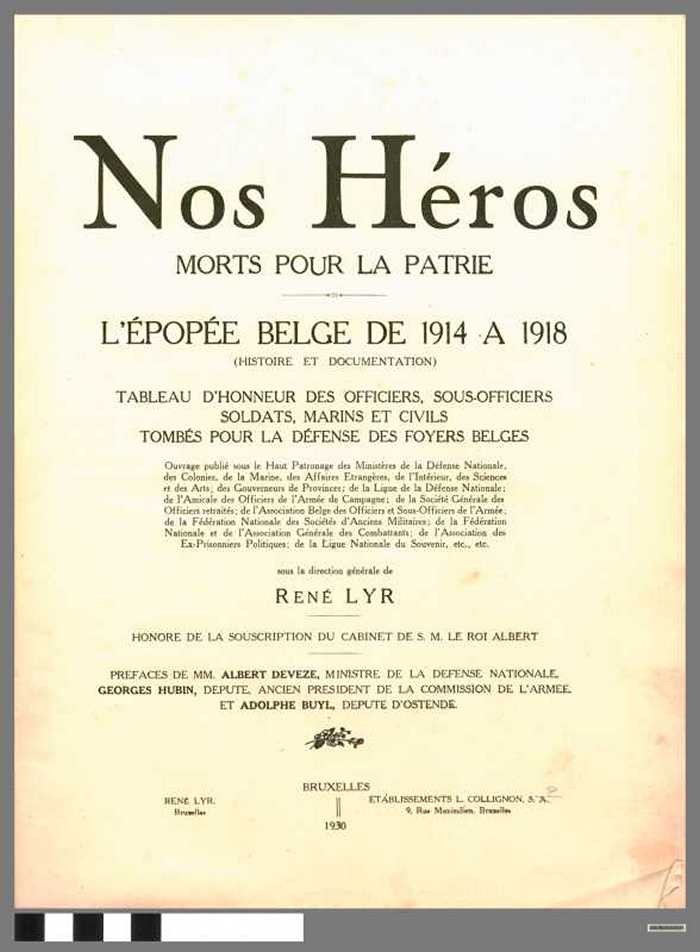 Nos Héros
MORTS POUR LA PATRIE
L'ÉPOPÉE BELGE DE 1914 A 1918
(HISTOIRE ET DOCUMENTATION)
TABLEAU D'HONNEUR DES OFFICIERS, SOUS-OFFICIERS
SOLDATS, MARINS ET CIVILS
TOMBÉS POUR LA DÉFENSE DES FOYERS BELGES
Ouvrage publié sous le Haut Patronage des Ministères de la Défense Nationale,
des Colonies, de la Marine, des Affaires Etrangères, de l'Intérieur, des Sciences
et des Arts; des Gouverneurs de Provinces; de la Ligue de la Défense Nationale;
de l'Amicale des Officiers de l'Armée de Campagne; de la Société Générale des
Officiers retraités; de l'Association Belge des Officiers et Sous-Officiers de l'Armée;
de la Fédération Nationale des Sociétés d'Anciens Militaires; de la Fédération
Nationale et de l'Association Générale des Combattants; de l'Association des
Ex-Prisonniers Politiques; de la Ligue Nationale du Souvenir, etc., etc.
sous la direction générale de
RENÉ LYR
HONORE DE LA SOUSCRIPTION DU CABINET DE S. M. LE ROI ALBERT
PREFACES DE MM. ALBERT DEVEZE, MINISTRE DE LA DEFENSE NATIONALE,
GEORGES HUBIN, DEPUTE, ANCIEN PRESIDENT DE LA COMMISSION DE L'ARMEE,
ET ADOLPHE BUYL, DEPUTE D'OSTENDE.
BRUXELLES
RENÉ LYR.
Bruxelles
ETABLISSEMENTS L. COLLIGNON, S. A.
9, Rue Maximilien, Bruxelles
1930